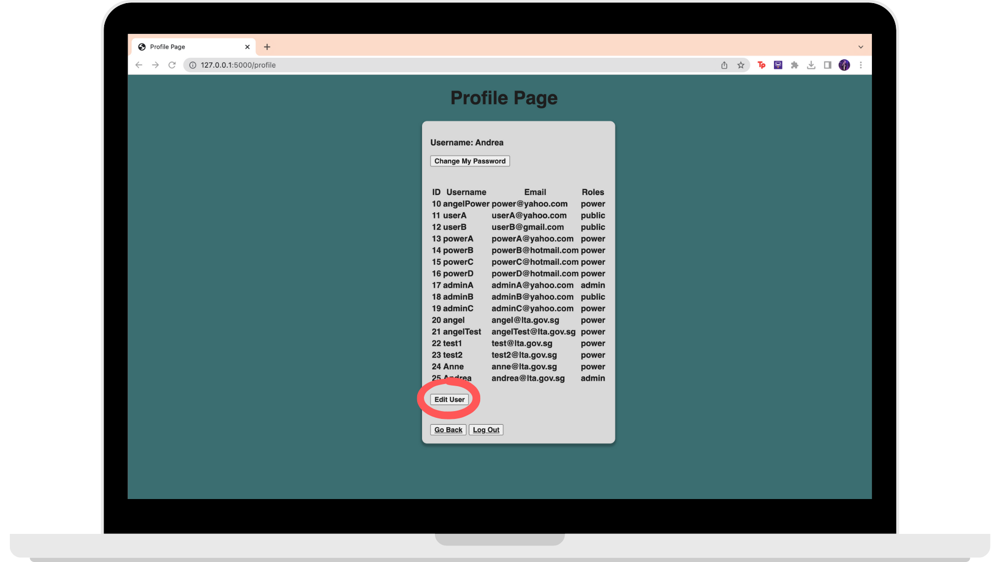 Profile Page
127.0.0.1:5000/profile
Tp
Profile Page
Username: Andrea
Change My Password
ID Username Email Roles
10 angelPower power@yahoo.com power
11 userA userA@yahoo.com public
12 userB userB@gmail.com public
13 powerA powerA@yahoo.com power
14 powerB powerB@hotmail.com power
15 powerC powerC@hotmail.com power
16 powerD powerD@hotmail.com power
17 adminA adminA@yahoo.com admin
18 adminB adminB@yahoo.com public
19 adminC adminC@yahoo.com power
20 angel angel@lta.gov.sg power
21 angelTest angelTest@lta.gov.sg power
22 test1 test@lta.gov.sg power
23 test2 test2@lta.gov.sg power
24 Anne anne@lta.gov.sg power
25 Andrea andrea@lta.gov.sg admin
Edit User
Go Back Log Out